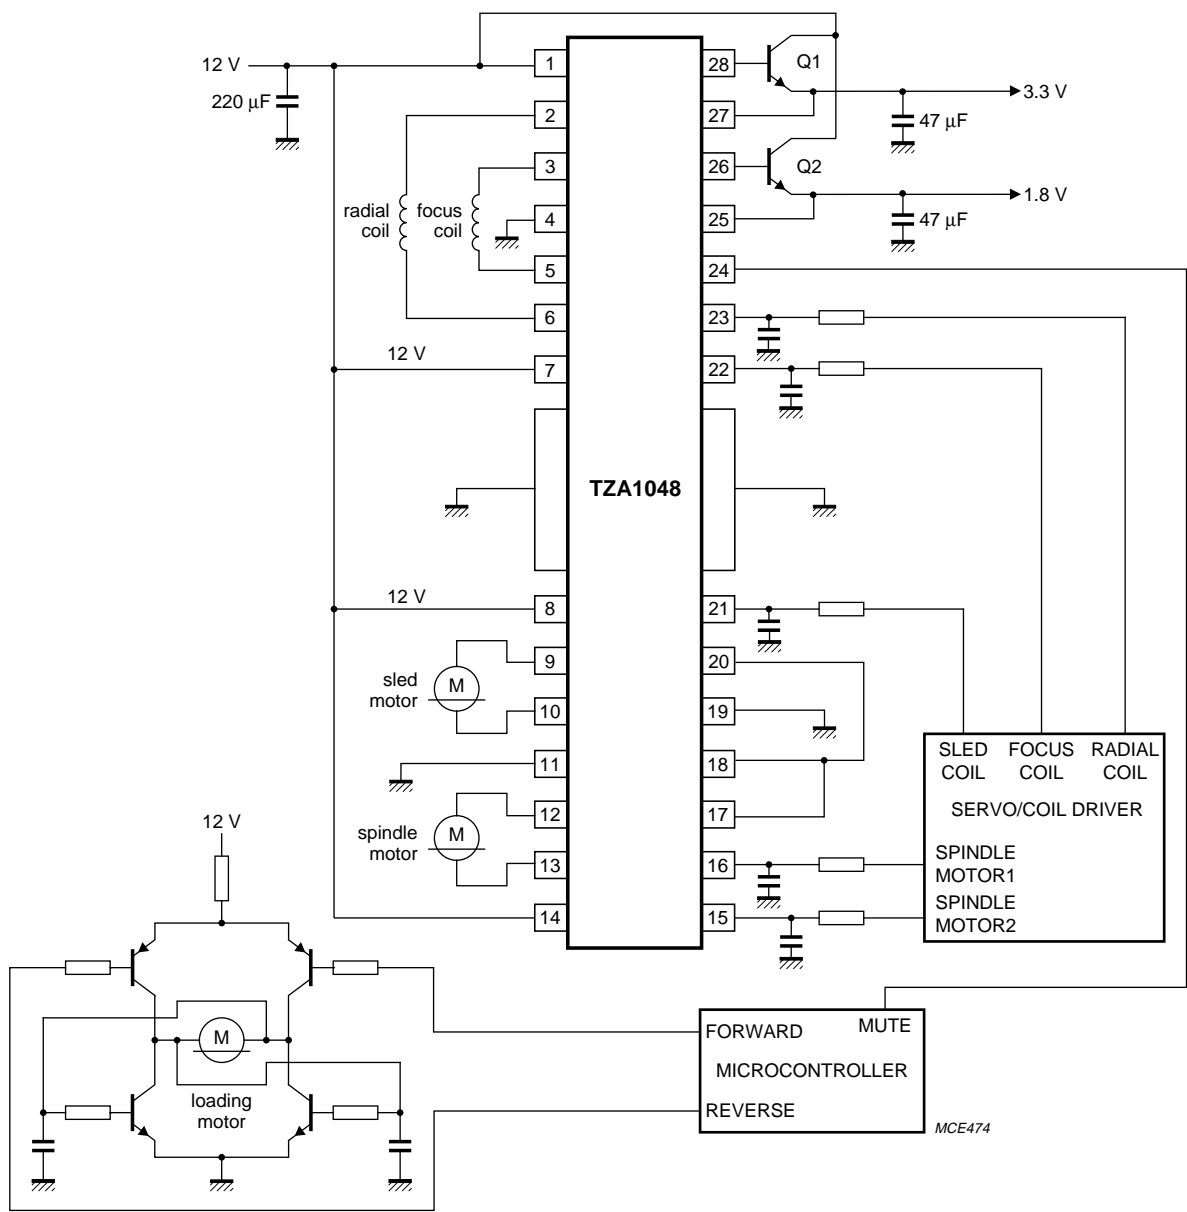 12 V
220 μF
1
28
Q1
3.3 V
2
27
47 μF
3
26
Q2
1.8 V
radial
coil
focus
coil
4
25
47 μF
5
24
6
23
12 V
7
22
TZA1048
12 V
8
21
sled
motor
M
9
20
10
19
11
18
SLED
COIL
FOCUS
COIL
RADIAL
COIL
SERVO/COIL DRIVER
12
17
spindle
motor
M
13
16
SPINDLE
MOTOR1
14
15
SPINDLE
MOTOR2
12 V
M
loading
motor
FORWARD
MUTE
MICROCONTROLLER
REVERSE
MCE474